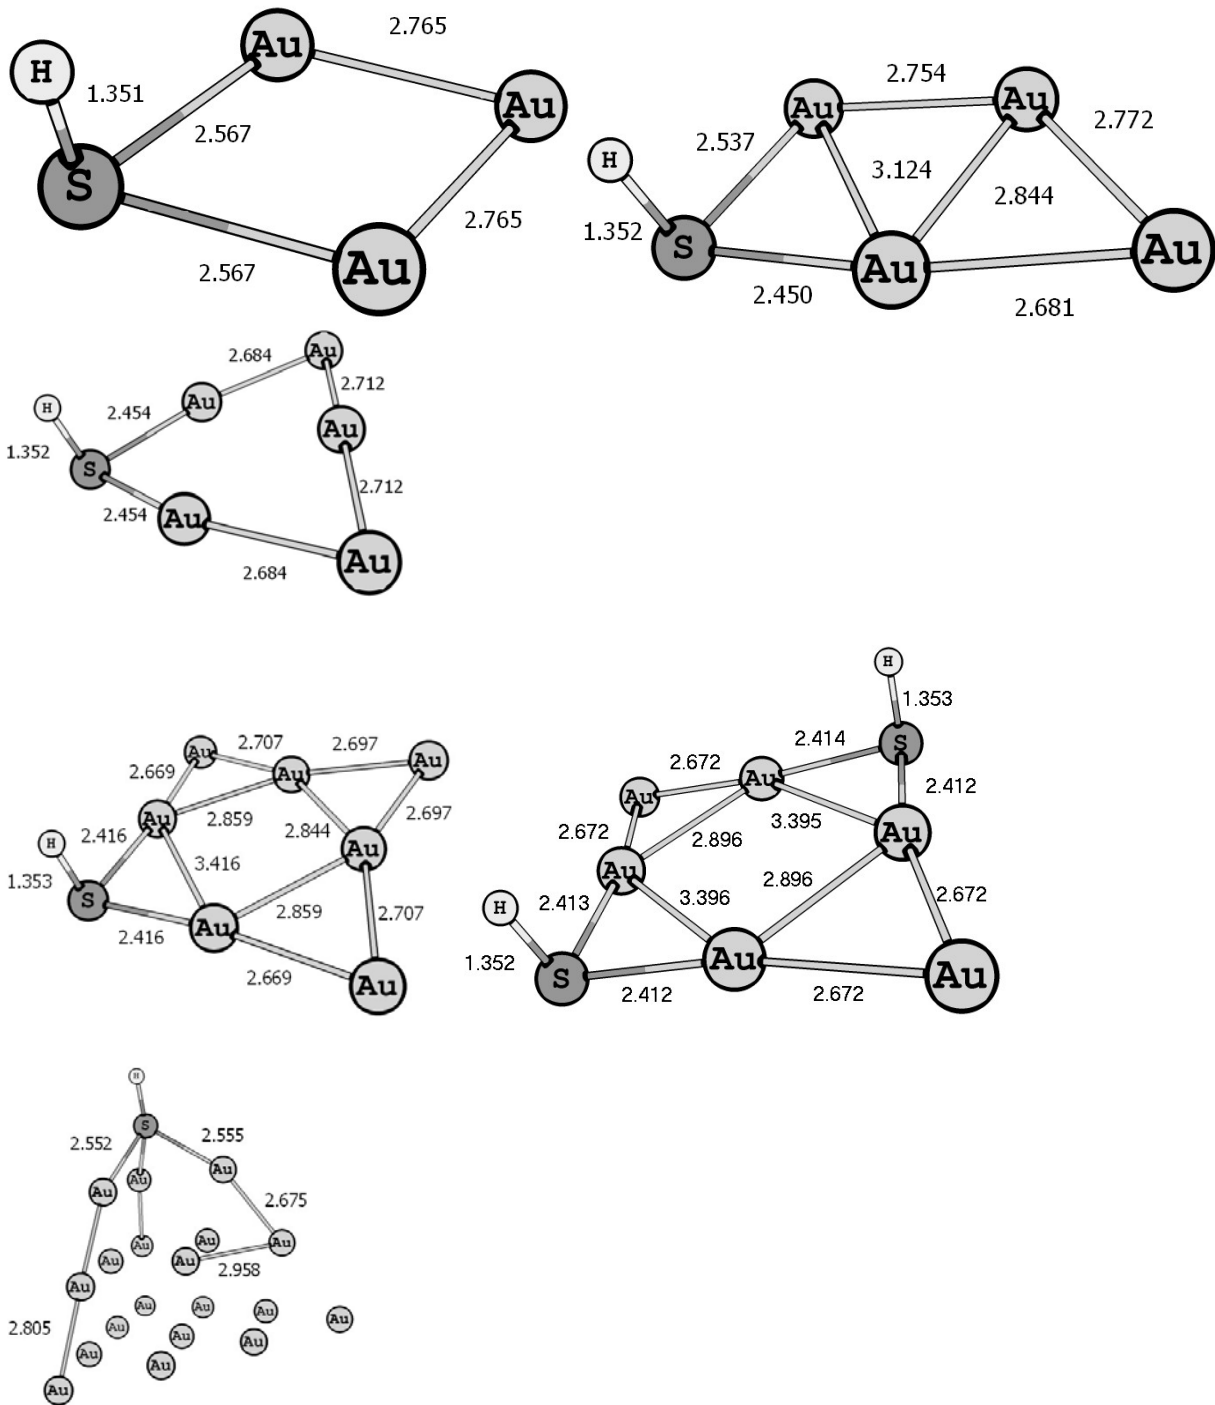 Au 2.765
H
1.351 Au
2.567
S
2.765
Au
2.567
2.754
Au Au
2.772
2.537
H 3.124 2.844
1.352 S Au Au
2.450 2.681
Au
2.684
2.712
Au
H 2.454 Au
1.352 S
2.712
2.454 Au
Au
2.684
H
1.353
S
2.414
2.672 Au 2.412
Au
3.395 Au
2.672 2.896
Au 2.896
H 2.413 3.396 2.672
1.352 S Au Au
2.412 2.672
Au 2.707 2.697 Au
Au
2.669 2.697
2.859 2.844
Au
2.416 Au
H
3.416
1.353 S 2.859 2.707
Au
2.416
2.669 Au
H
S
2.552 2.555
Au
Au Au
2.675
Au Au Au
Au Au
2.958
Au
Au Au Au Au
2.805 Au Au Au
Au
Au
Au